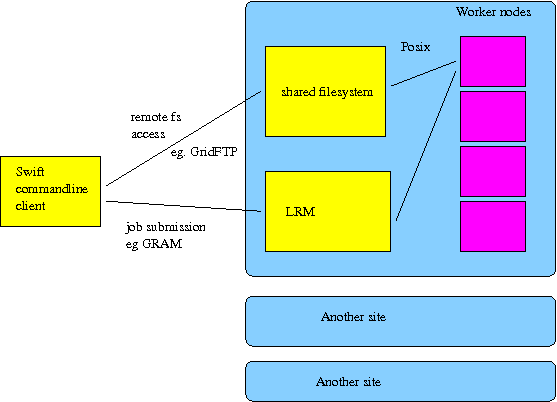 Worker nodes
Posix
shared filesystem
remote fs
access
eg. GridFTP
Swift
commandline
client
LRM
job submission
eg GRAM
Another site
Another site